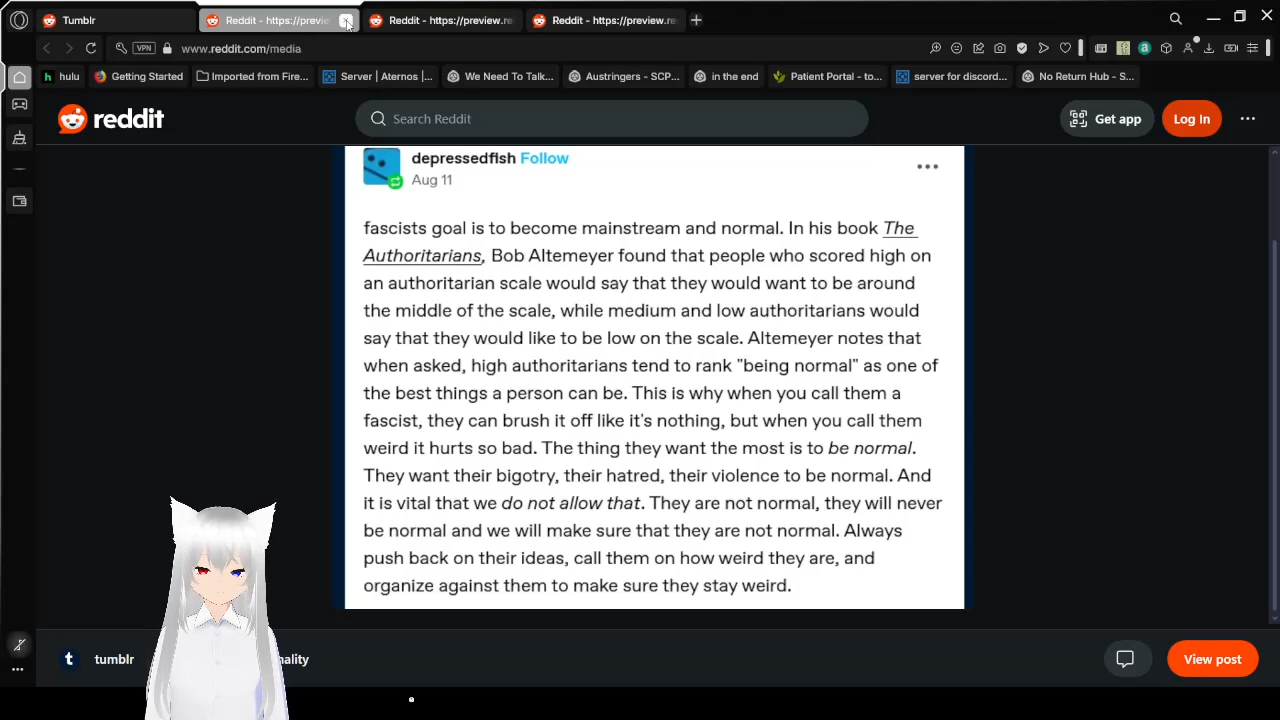 Tumblr
Reddit - https://previe
Reddit - https://preview.re
Reddit - https://preview.re
VPN
www.reddit.com/media
hulu
Getting Started
Imported from Fire...
Server | Aternos |...
We Need To Talk...
Austringers - SCP...
in the end
Patient Portal - to...
server for discord...
No Return Hub - S...
reddit
Search Reddit
Get app
Log In
depressedfish Follow
Aug 11
fascists goal is to become mainstream and normal. In his book The
Authoritarians, Bob Altemeyer found that people who scored high on
an authoritarian scale would say that they would want to be around
the middle of the scale, while medium and low authoritarians would
say that they would like to be low on the scale. Altemeyer notes that
when asked, high authoritarians tend to rank "being normal" as one of
the best things a person can be. This is why when you call them a
fascist, they can brush it off like it's nothing, but when you call them
weird it hurts so bad. The thing they want the most is to be normal.
They want their bigotry, their hatred, their violence to be normal. And
it is vital that we do not allow that. They are not normal, they will never
be normal and we will make sure that they are not normal. Always
push back on their ideas, call them on how weird they are, and
organize against them to make sure they stay weird.
t tumblr
nality
View post